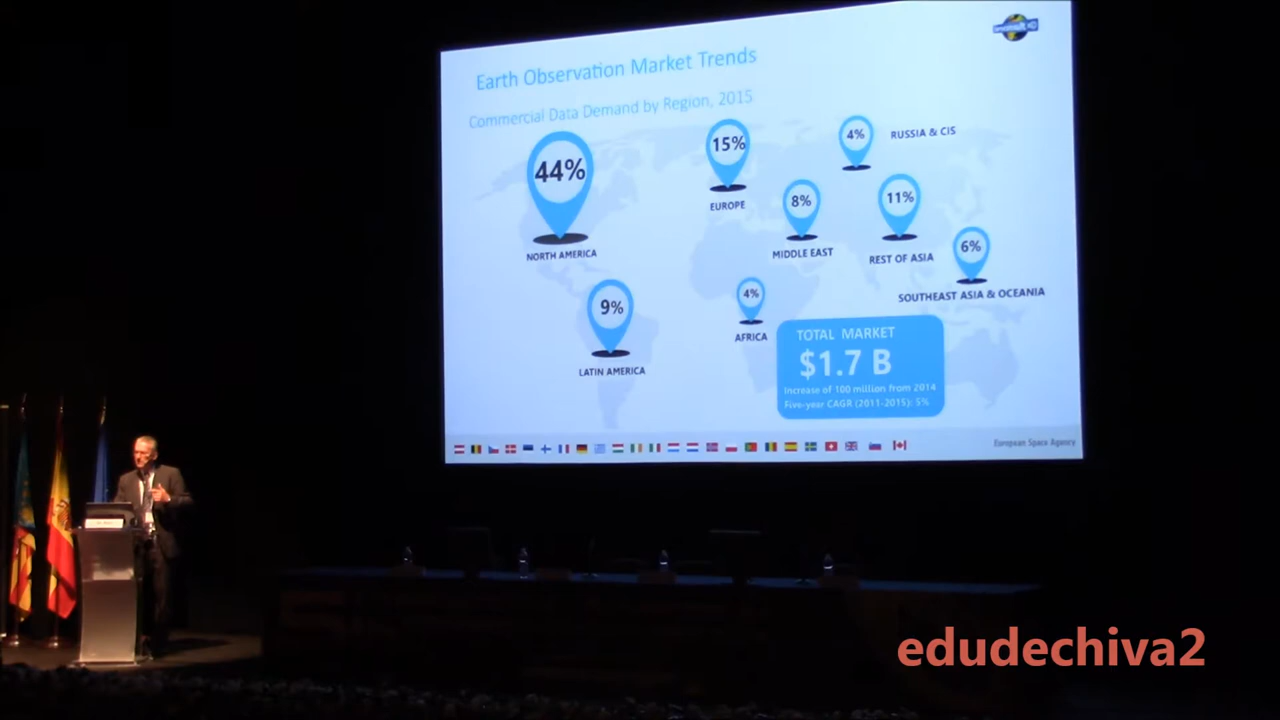 Earth Observation Market Trends
Commercial Data Demand by Region, 2015
44%
NORTH AMERICA
15%
EUROPE
4%
RUSSIA & CIS
8%
MIDDLE EAST
11%
REST OF ASIA
6%
SOUTHEAST ASIA & OCEANIA
9%
LATIN AMERICA
4%
AFRICA
TOTAL MARKET
$1.7 B
Increase of 100 million from 2014
Five-year CAGR (2011-2015): 5%
European Space Agency
edudechiva2